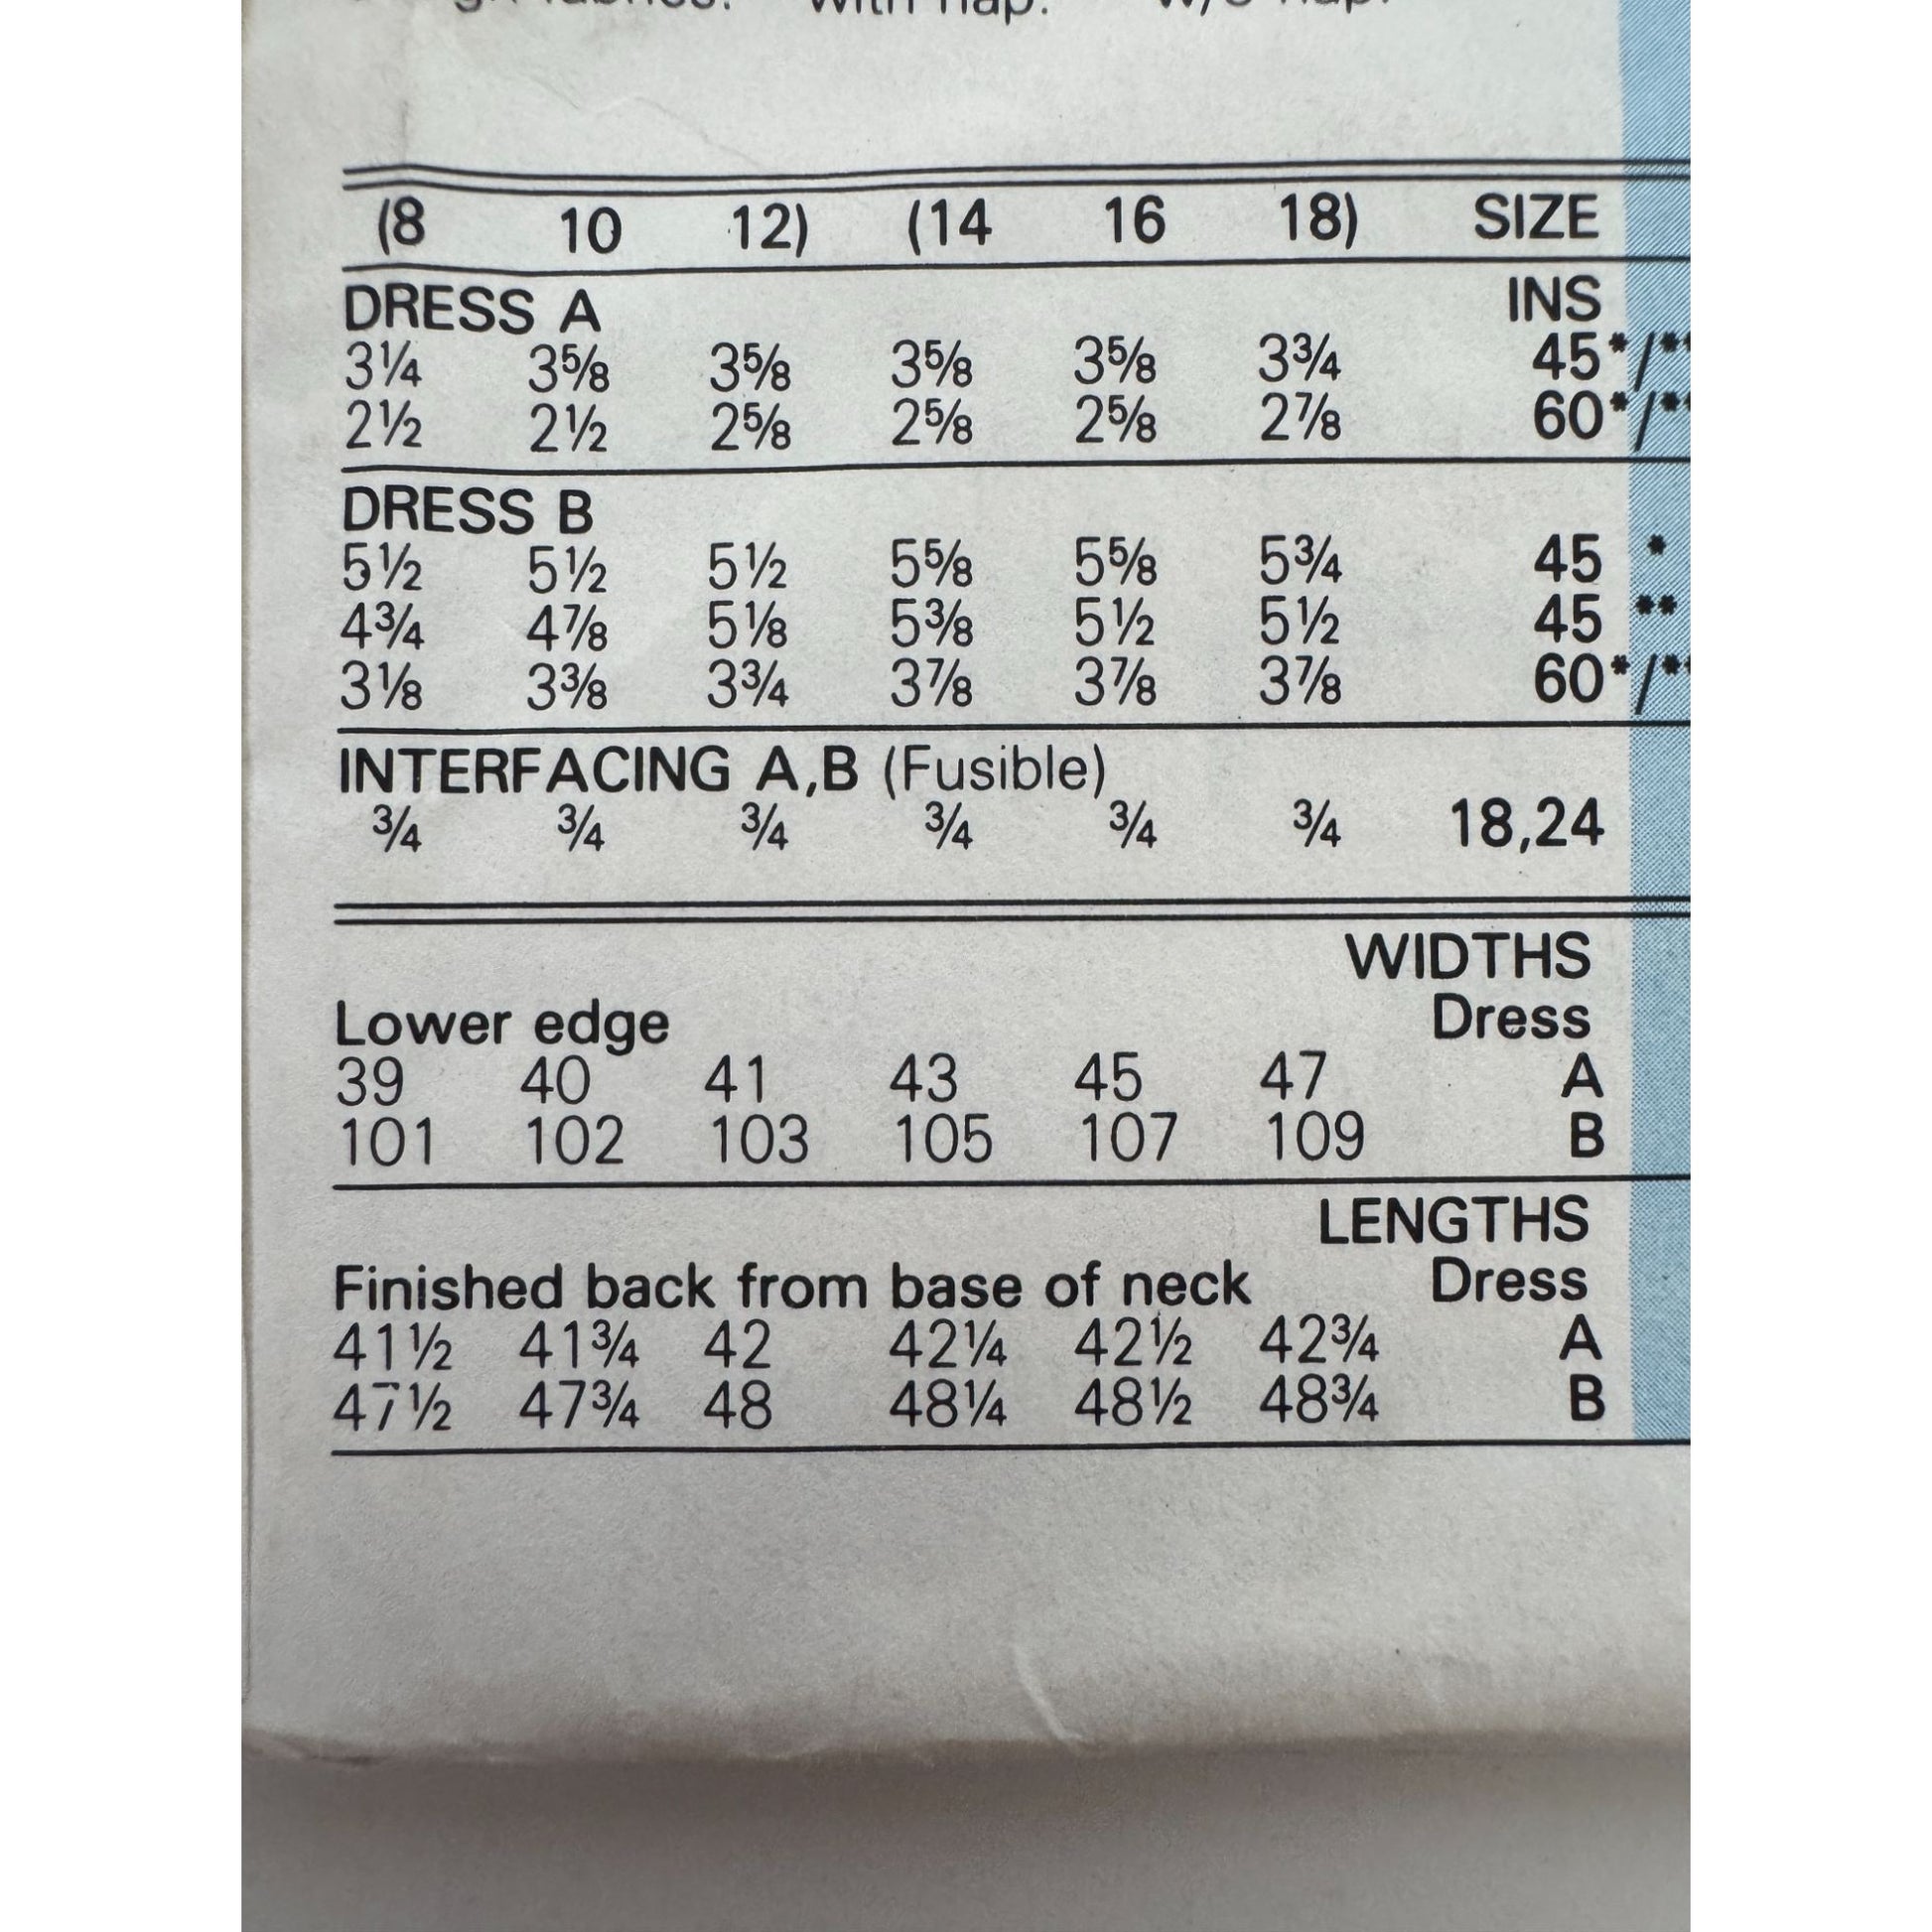 fabrics. with nap. w/o nap.
(8 10 12) (14 16 18) SIZE
DRESS A INS
3¼ 3⅝ 3⅝ 3⅝ 3⅝ 3¾ 45*/**
2½ 2½ 2⅝ 2⅝ 2⅝ 2⅞ 60*/**
DRESS B
5½ 5½ 5½ 5⅝ 5⅝ 5¾ 45 *
4¾ 4⅞ 5⅛ 5⅜ 5½ 5½ 45 **
3⅛ 3⅜ 3¾ 3⅞ 3⅞ 3⅞ 60*/**
INTERFACING A,B (Fusible)
¾ ¾ ¾ ¾ ¾ ¾ 18,24
WIDTHS
Lower edge Dress
39 40 41 43 45 47 A
101 102 103 105 107 109 B
LENGTHS
Finished back from base of neck Dress
41½ 41¾ 42 42¼ 42½ 42¾ A
47½ 47¾ 48 48¼ 48½ 48¾ B